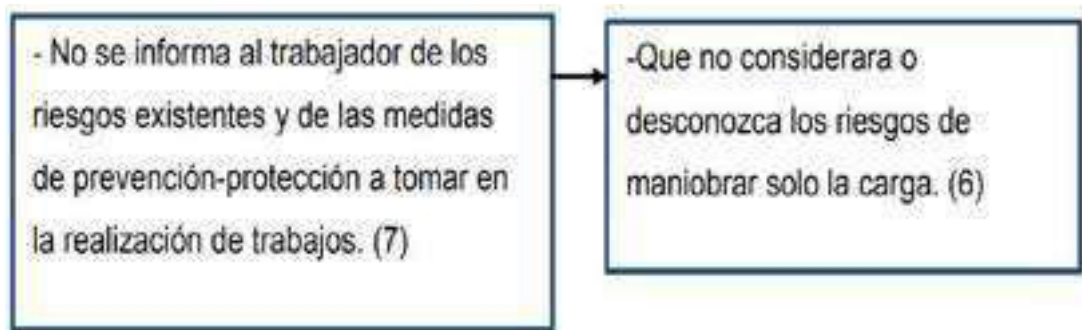 - No se informa al trabajador de los
riesgos existentes y de las medidas
de prevención-protección a tomar en
la realización de trabajos. (7)
-Que no considerara o
desconozca los riesgos de
maniobrar solo la carga. (6)